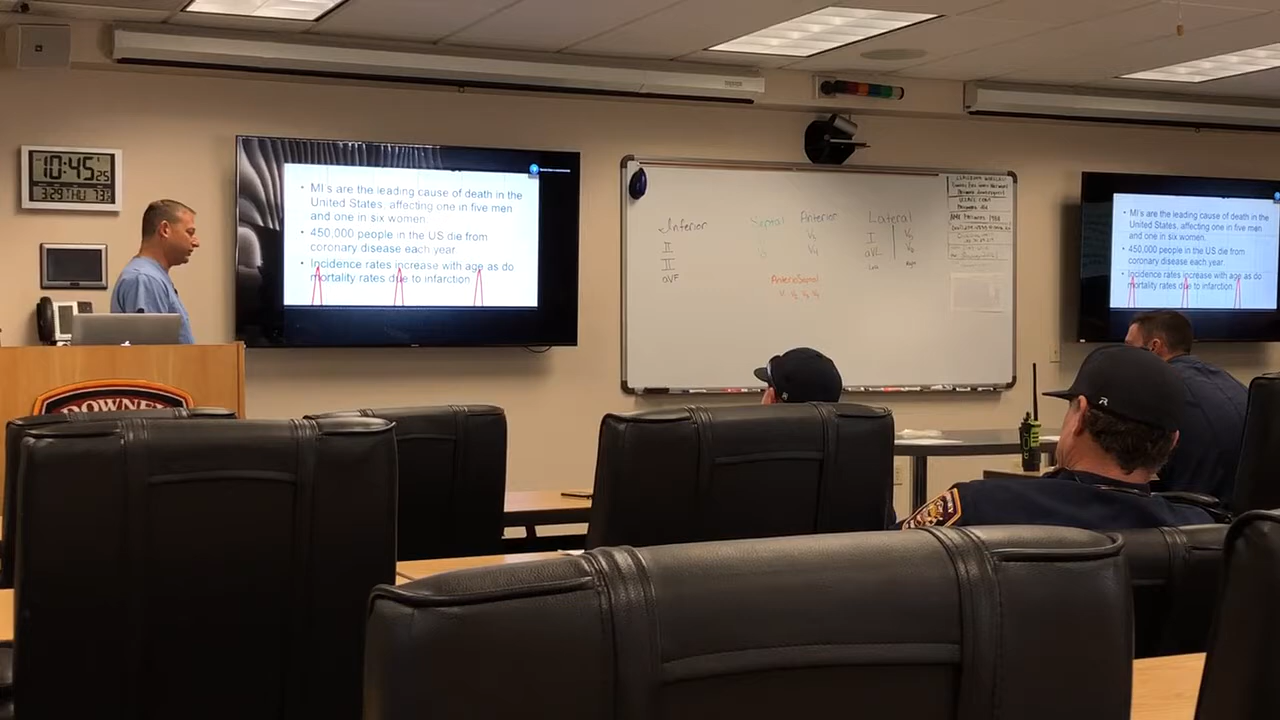 10:45 25
3:29 THU 73
• MI's are the leading cause of death in the
United States, affecting one in five men
and one in six women.
• 450,000 people in the US die from
coronary disease each year
• Incidence rates increase with age as do
mortality rates due to infarction
DOWNEY
Inferior
II
II
aVF
Septal
Anterior
V3
V4
AnteroSeptal
V1 V2 V3 V4
Lateral
I
aVL
V5
V6
• MI's are the leading cause of death in the
United States, affecting one in five men
and one in six women.
• 450,000 people in the US die from
coronary disease each year
• Incidence rates increase with age as do
mortality rates due to infarction